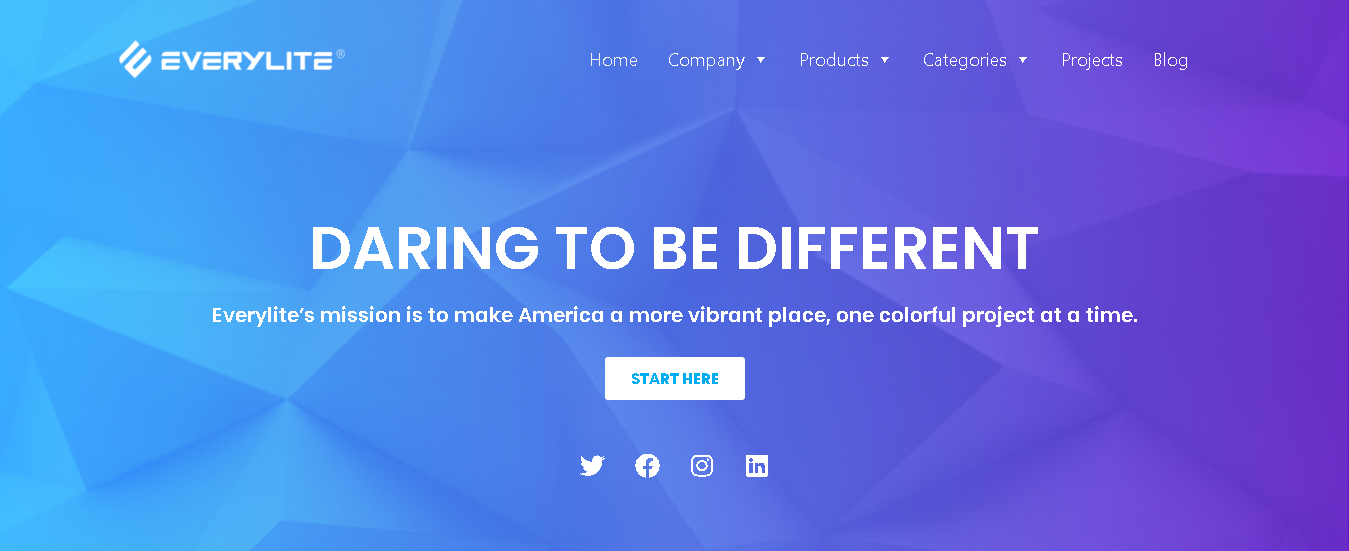 EVERYLITE®
Home Company Products Categories Projects Blog
DARING TO BE DIFFERENT
Everylite’s mission is to make America a more vibrant place, one colorful project at a time.
START HERE